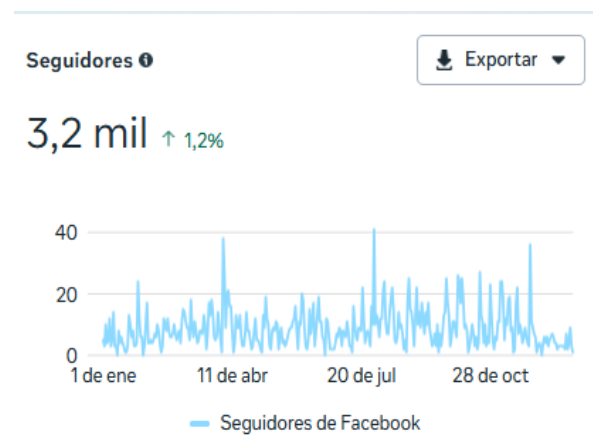 Seguidores
Exportar
3,2 mil ↑ 1,2%
40
20
0
1 de ene 11 de abr 20 de jul 28 de oct
Seguidores de Facebook